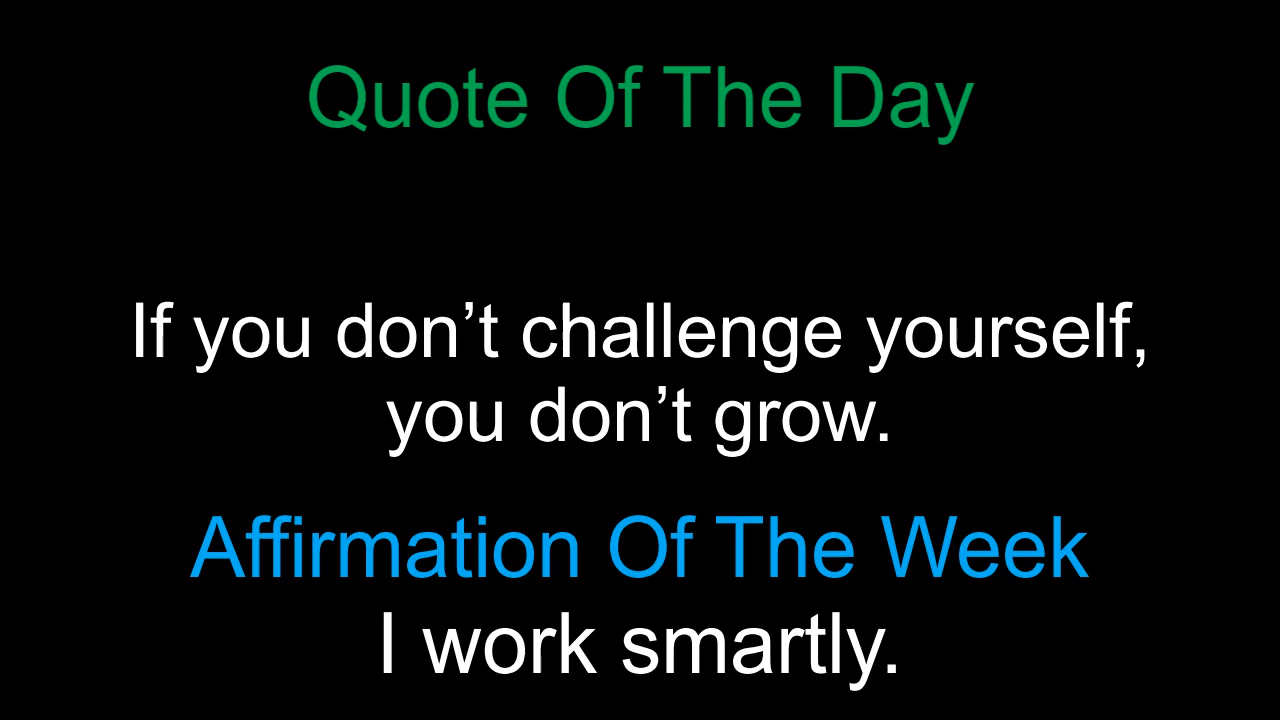 Quote Of The Day
If you don’t challenge yourself,
you don’t grow.
Affirmation Of The Week
I work smartly.